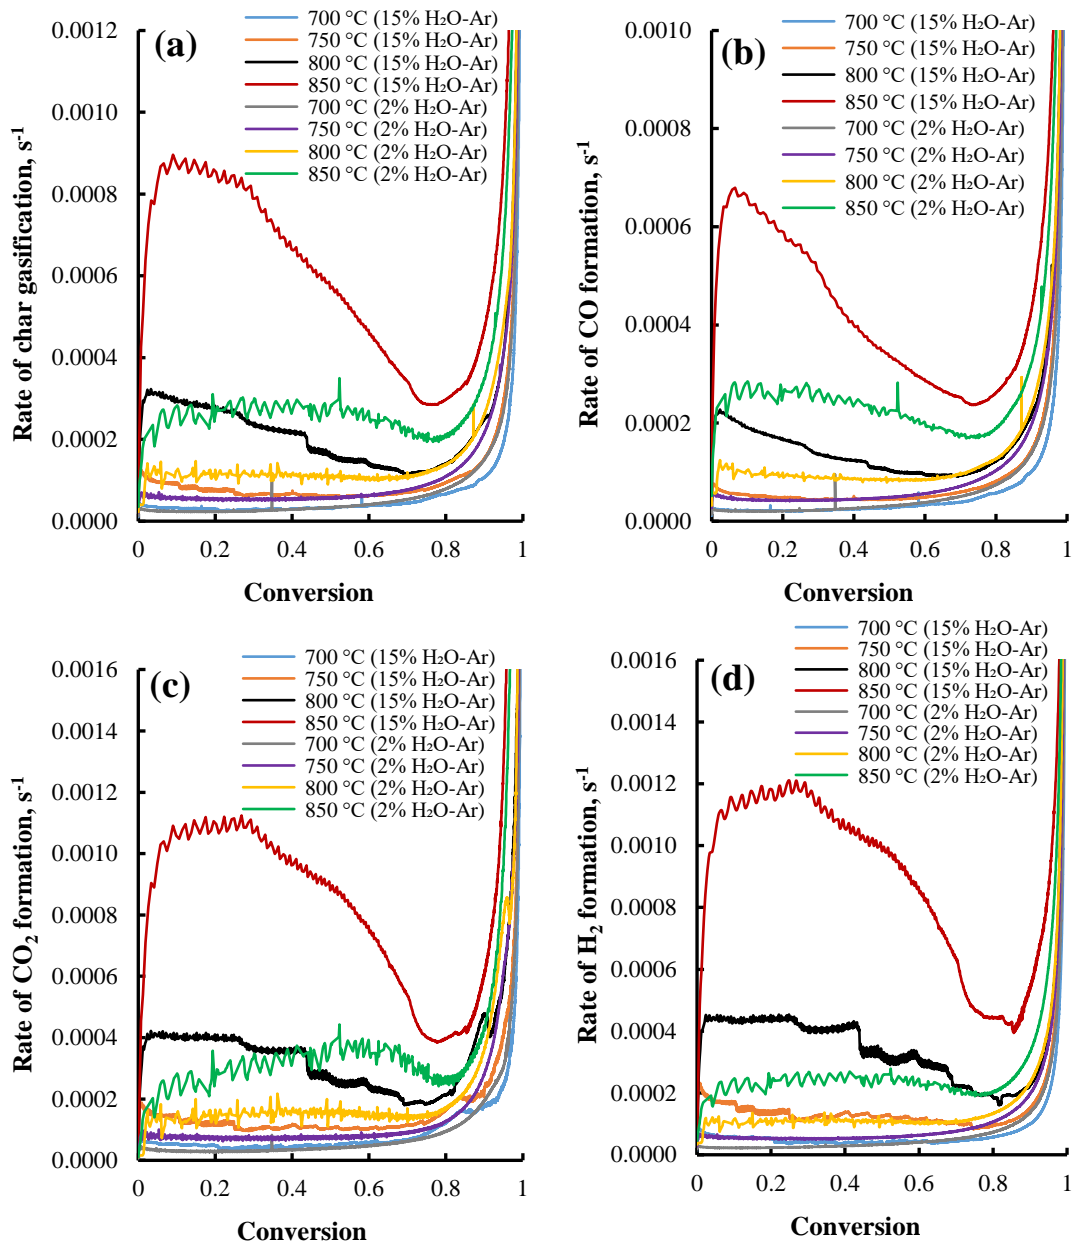 (a)
700 °C (15% H₂O-Ar)
750 °C (15% H₂O-Ar)
800 °C (15% H₂O-Ar)
850 °C (15% H₂O-Ar)
700 °C (2% H₂O-Ar)
750 °C (2% H₂O-Ar)
800 °C (2% H₂O-Ar)
850 °C (2% H₂O-Ar)
Rate of char gasification, s⁻¹
0.0012
0.0010
0.0008
0.0006
0.0004
0.0002
0.0000
0 0.2 0.4 0.6 0.8 1
Conversion
(b)
700 °C (15% H₂O-Ar)
750 °C (15% H₂O-Ar)
800 °C (15% H₂O-Ar)
850 °C (15% H₂O-Ar)
700 °C (2% H₂O-Ar)
750 °C (2% H₂O-Ar)
800 °C (2% H₂O-Ar)
850 °C (2% H₂O-Ar)
Rate of CO formation, s⁻¹
0.0010
0.0008
0.0006
0.0004
0.0002
0.0000
0 0.2 0.4 0.6 0.8 1
Conversion
(c)
700 °C (15% H₂O-Ar)
750 °C (15% H₂O-Ar)
800 °C (15% H₂O-Ar)
850 °C (15% H₂O-Ar)
700 °C (2% H₂O-Ar)
750 °C (2% H₂O-Ar)
800 °C (2% H₂O-Ar)
850 °C (2% H₂O-Ar)
Rate of CO₂ formation, s⁻¹
0.0016
0.0014
0.0012
0.0010
0.0008
0.0006
0.0004
0.0002
0.0000
0 0.2 0.4 0.6 0.8 1
Conversion
(d)
700 °C (15% H₂O-Ar)
750 °C (15% H₂O-Ar)
800 °C (15% H₂O-Ar)
850 °C (15% H₂O-Ar)
700 °C (2% H₂O-Ar)
750 °C (2% H₂O-Ar)
800 °C (2% H₂O-Ar)
850 °C (2% H₂O-Ar)
Rate of H₂ formation, s⁻¹
0.0016
0.0014
0.0012
0.0010
0.0008
0.0006
0.0004
0.0002
0.0000
0 0.2 0.4 0.6 0.8 1
Conversion